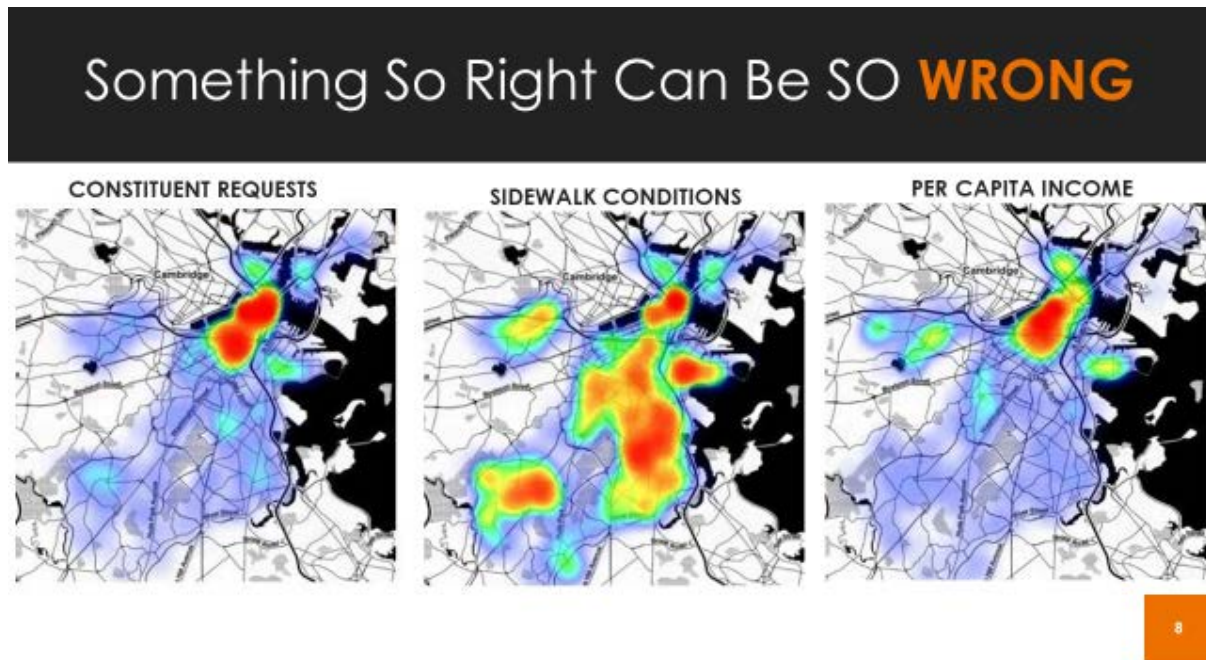 Something So Right Can Be SO WRONG
CONSTITUENT REQUESTS
SIDEWALK CONDITIONS
PER CAPITA INCOME
Cambridge
Cambridge
Cambridge
8